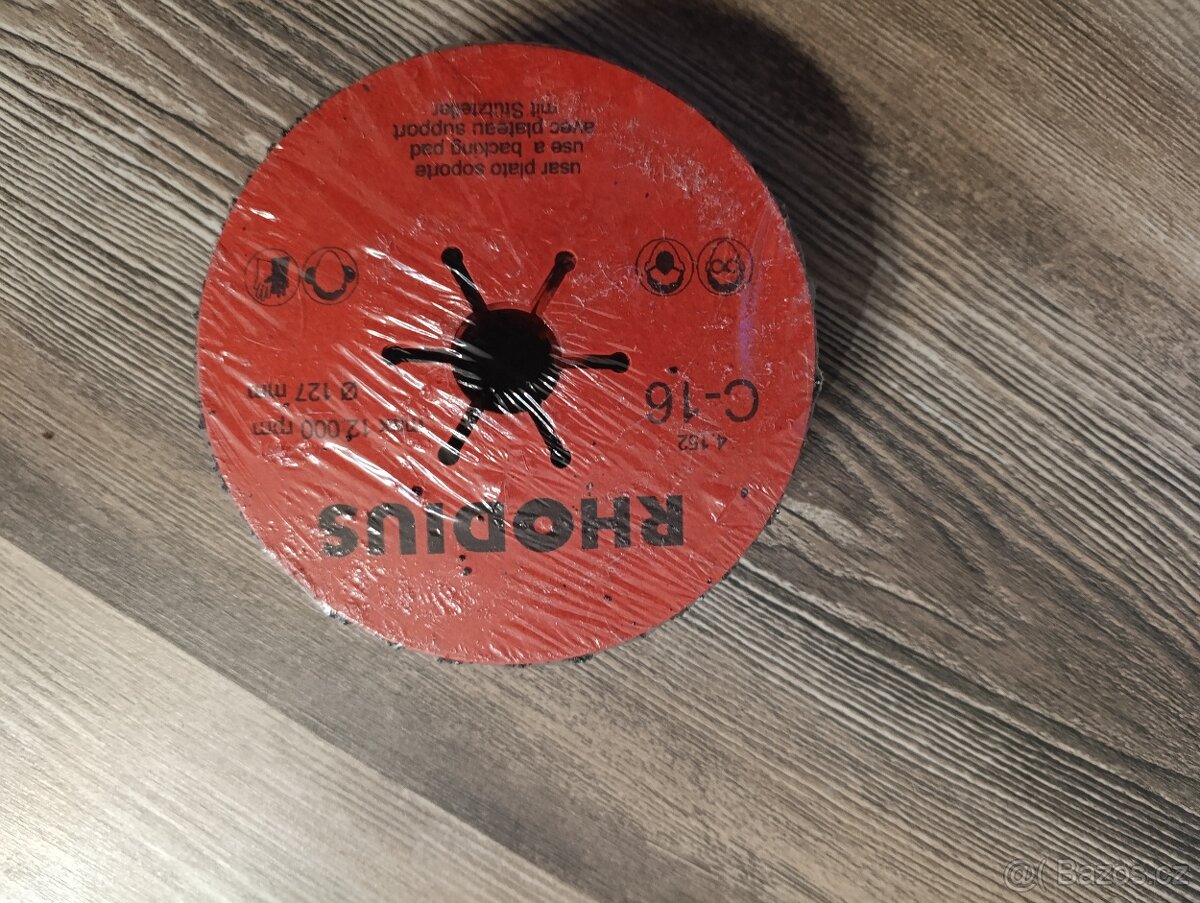 RHODIUS
4.152
C-16
max 12 000 rpm
Ø 127 mm
usar plato soporte
use a backing pad
avec plateau support
mit Stützteller
@( Bazos.cz